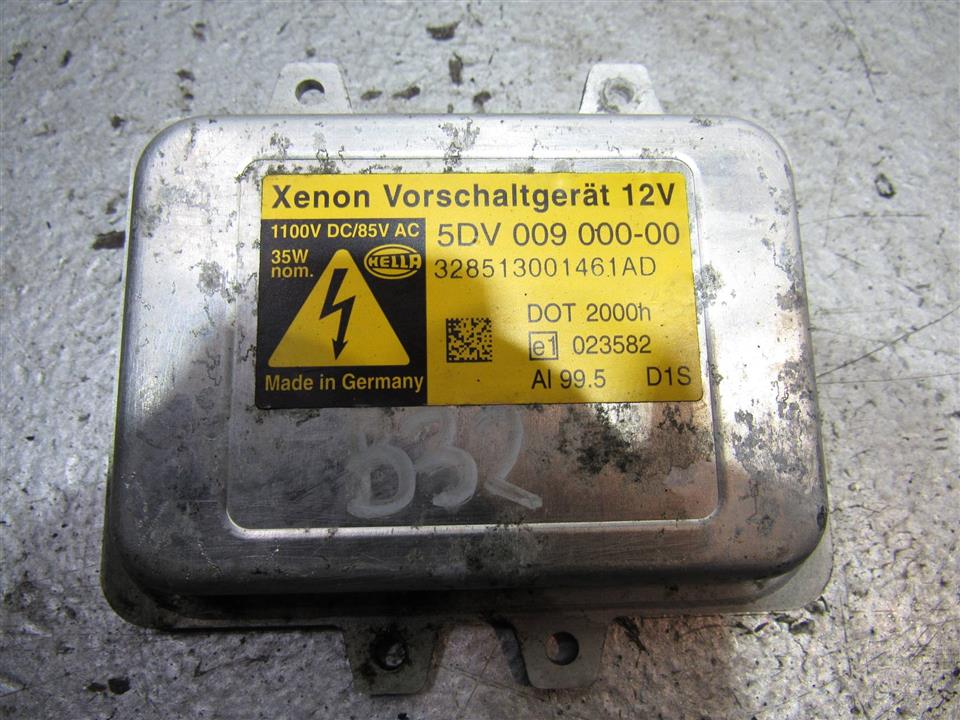 Xenon Vorschaltgerät 12V
1100V DC/85V AC
35W
nom.
HELLA
Made in Germany
5DV 009 000-00
328513001461AD
DOT 2000h
e1 023582
Al 99.5 D1S
832